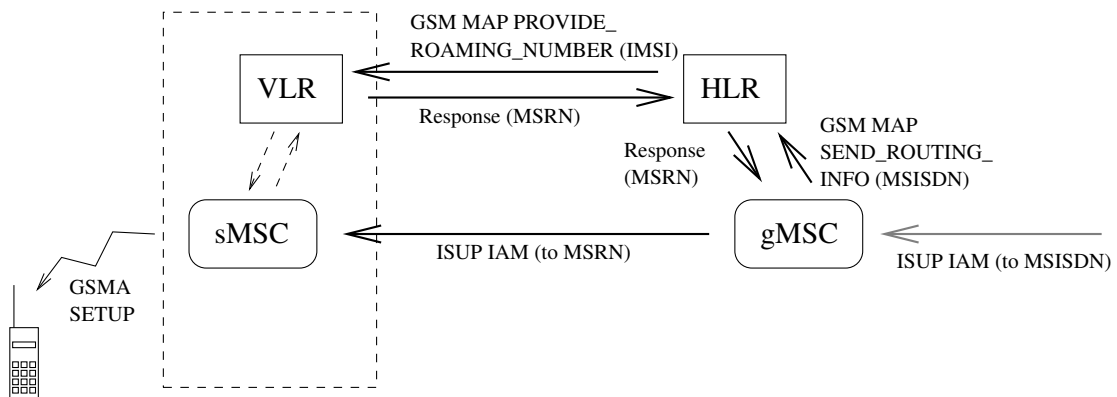 GSM MAP PROVIDE_
ROAMING_NUMBER (IMSI)
VLR
HLR
Response (MSRN)
GSM MAP
SEND_ROUTING_
INFO (MSISDN)
Response
(MSRN)
sMSC
gMSC
ISUP IAM (to MSRN)
ISUP IAM (to MSISDN)
GSMA
SETUP